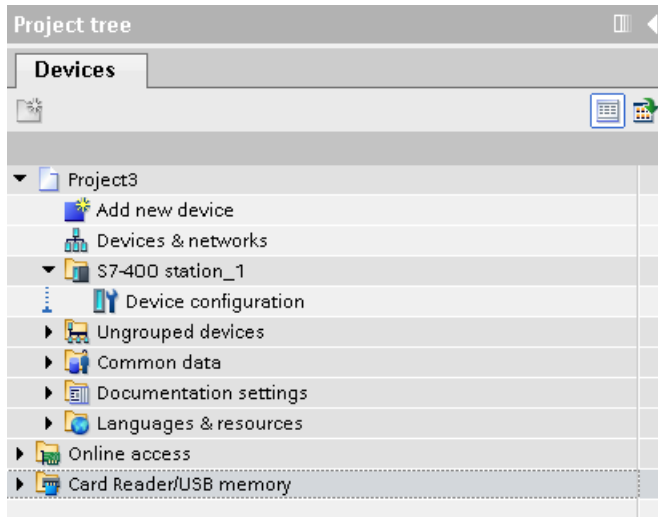 Project tree
Devices
Project3
Add new device
Devices & networks
S7-400 station_1
Device configuration
Ungrouped devices
Common data
Documentation settings
Languages & resources
Online access
Card Reader/USB memory